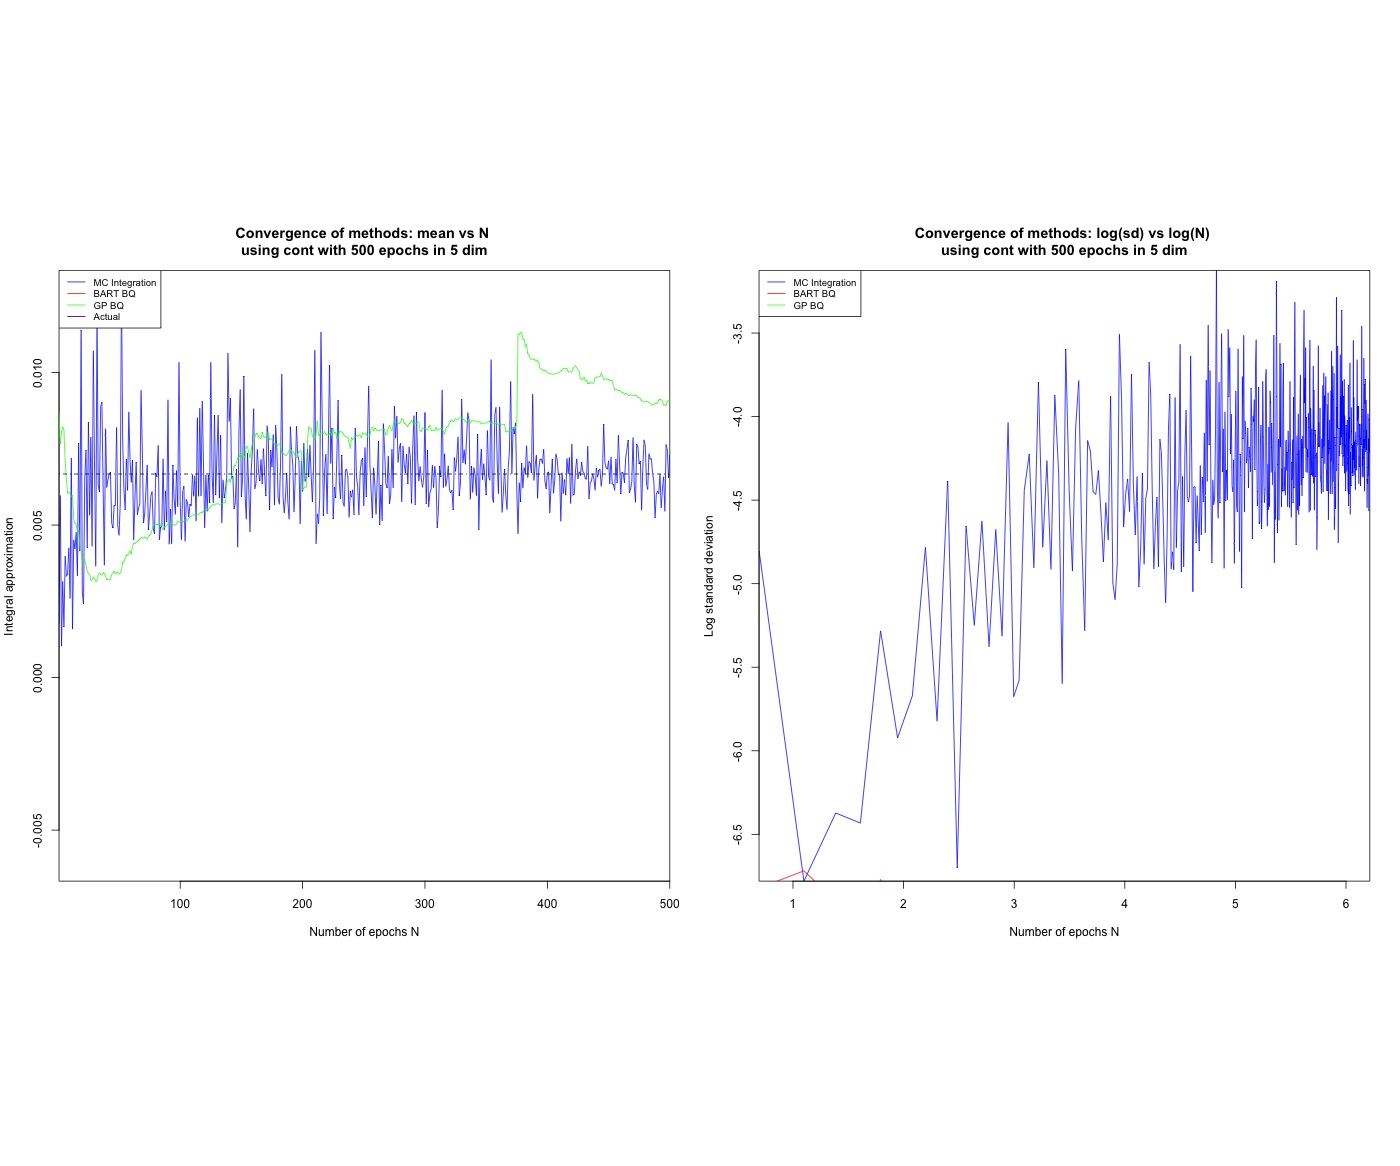 Convergence of methods: mean vs N
using cont with 500 epochs in 5 dim
MC Integration
BART BQ
GP BQ
Actual
Integral approximation
0.010
0.005
0.000
-0.005
100 200 300 400 500
Number of epochs N
Convergence of methods: log(sd) vs log(N)
using cont with 500 epochs in 5 dim
MC Integration
BART BQ
GP BQ
Log standard deviation
-3.5
-4.0
-4.5
-5.0
-5.5
-6.0
-6.5
1 2 3 4 5 6
Number of epochs N